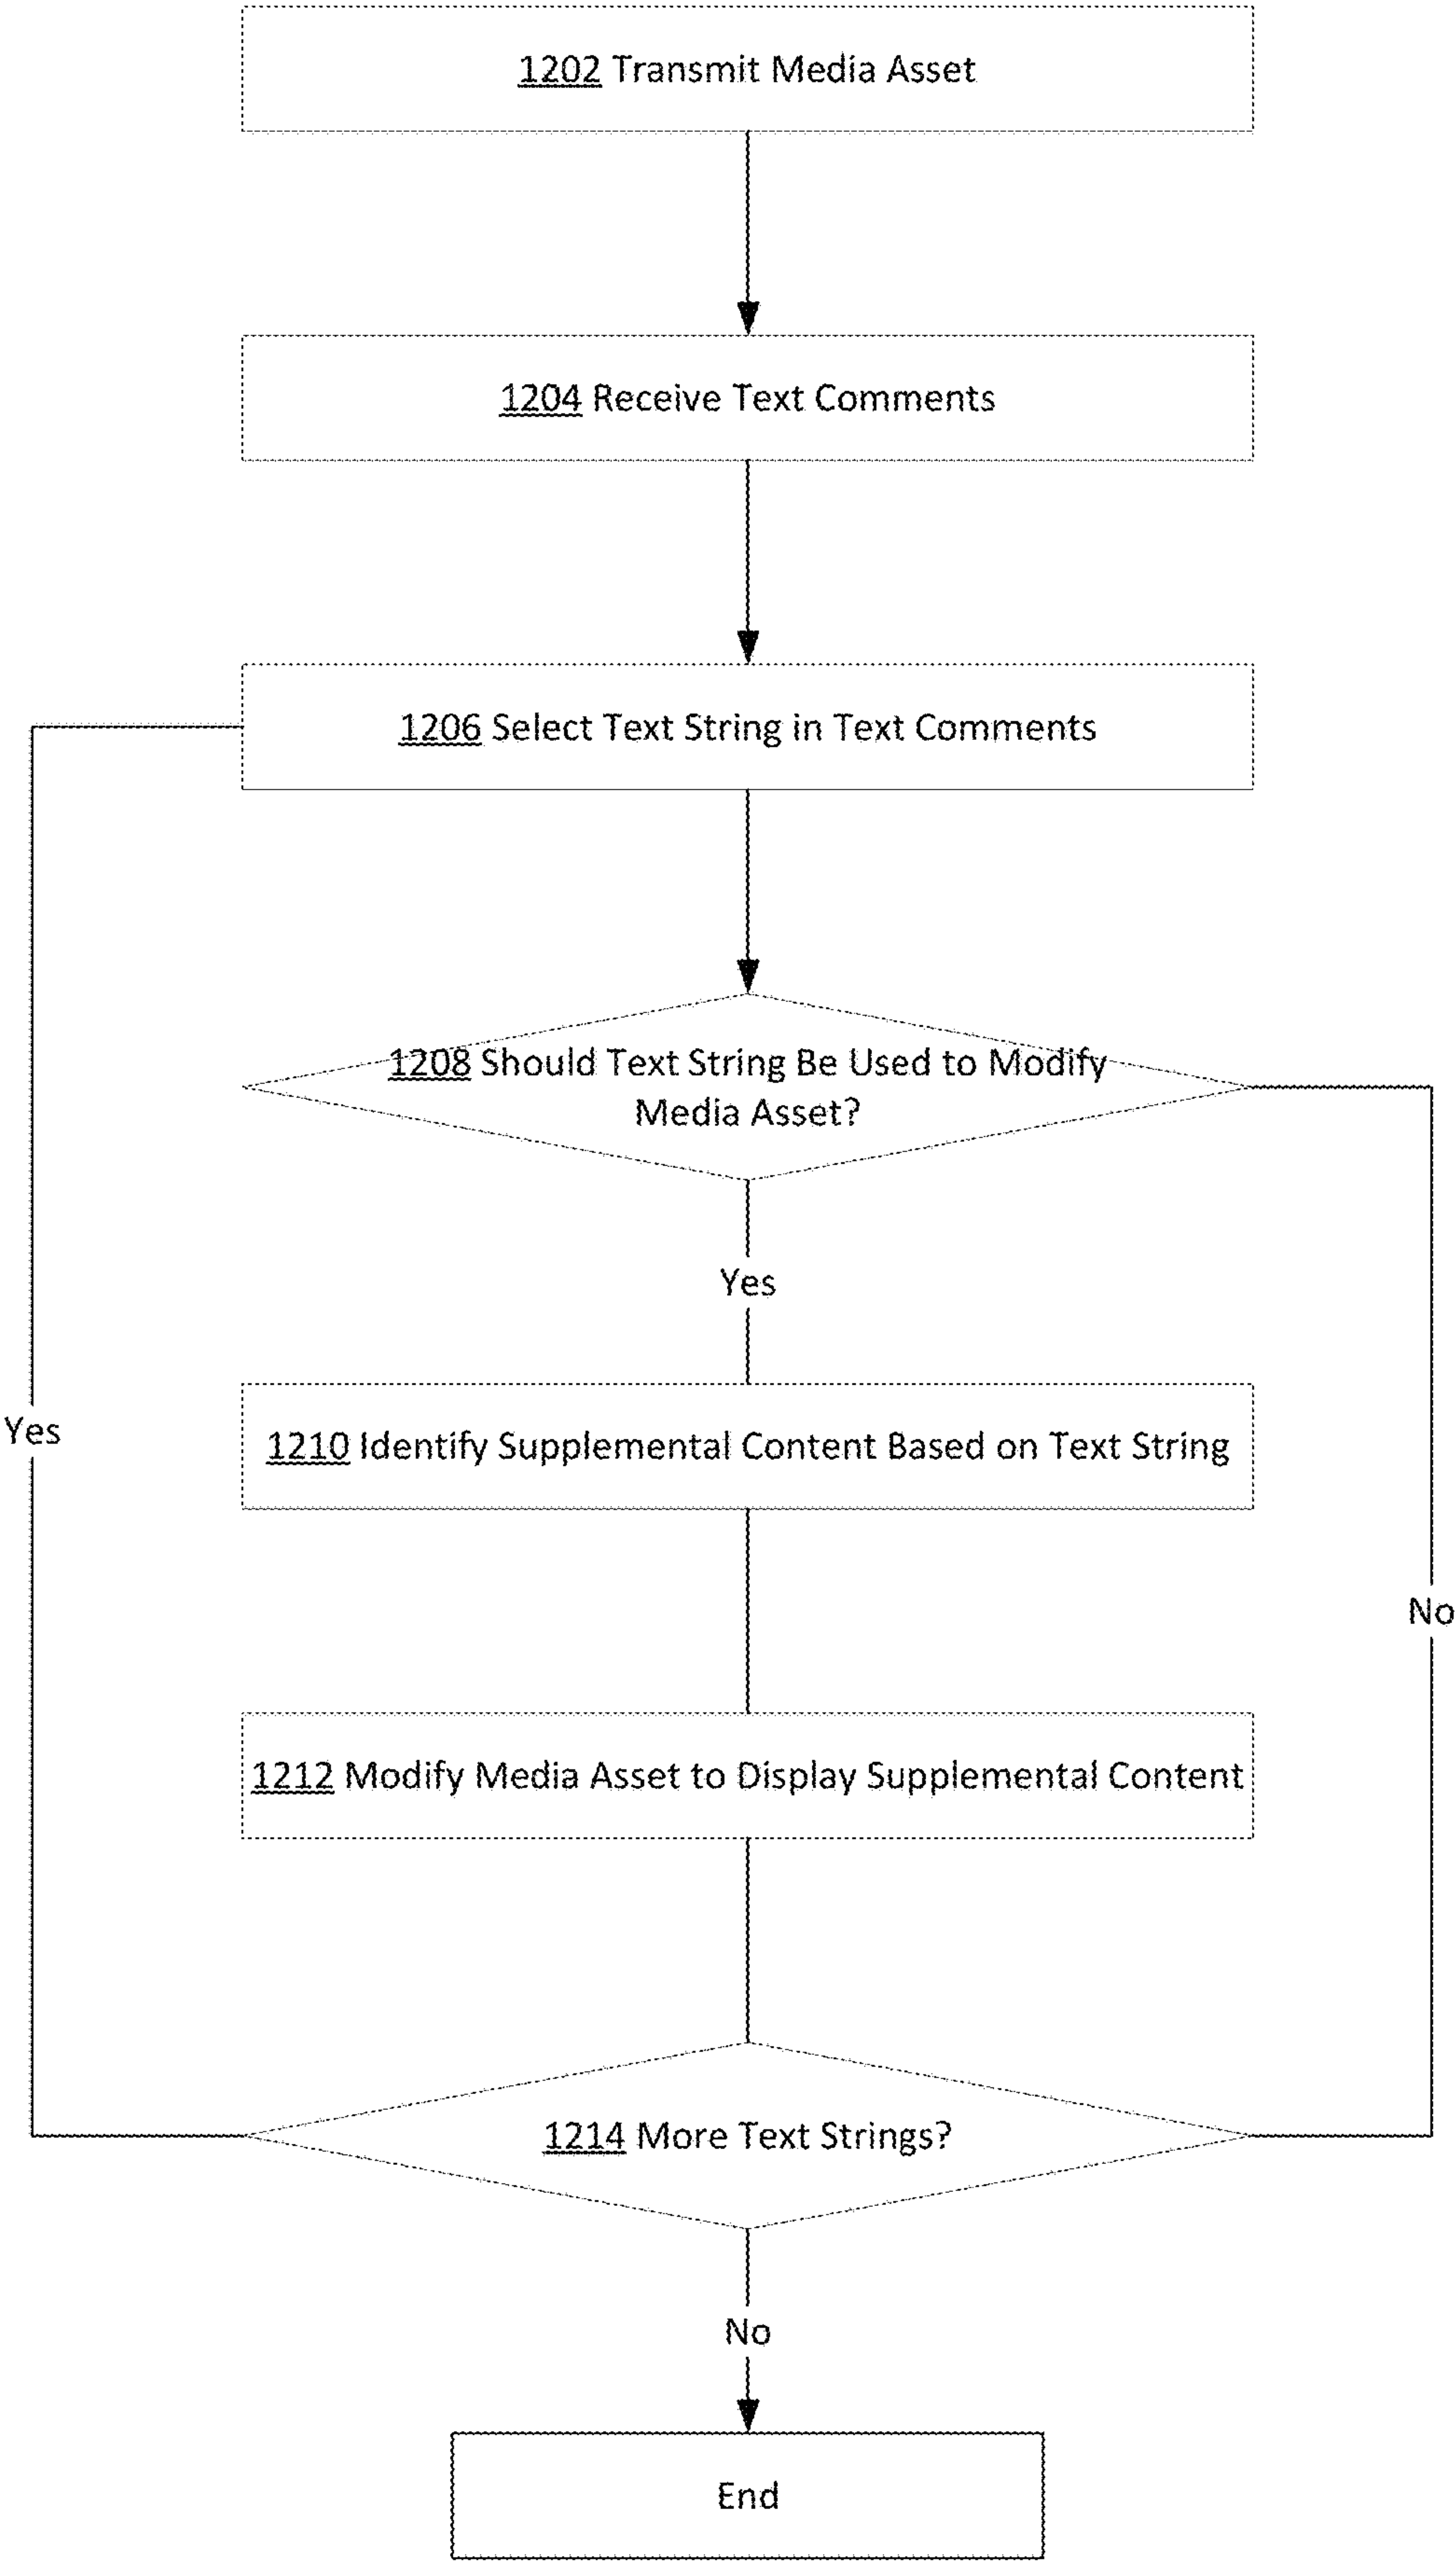 1202 Transmit Media Asset
1204 Receive Text Comments
1206 Select Text String in Text Comments
1208 Should Text String Be Used to Modify
Media Asset?
Yes
1210 Identify Supplemental Content Based on Text String
Yes
No
1212 Modify Media Asset to Display Supplemental Content
1214 More Text Strings?
No
End